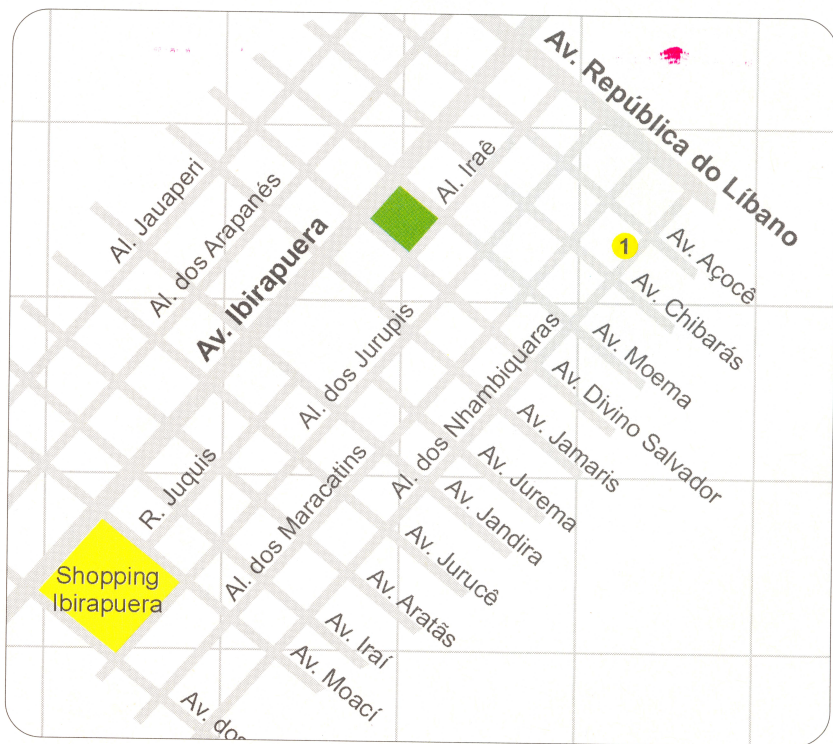 Av. República do Líbano
Al. Iraê
Al. Jauaperi
Al. dos Arapanés
Av. Ibirapuera
1
Av. Açocê
Av. Chibarás
Av. Moema
Av. Divino Salvador
Al. dos Jurupis
Al. dos Nhambiquaras
Av. Jamaris
Av. Jurema
Av. Jandira
R. Juquis
Al. dos Maracatins
Av. Jurucê
Shopping
Ibirapuera
Av. Aratãs
Av. Iraí
Av. Moací
Av. dos